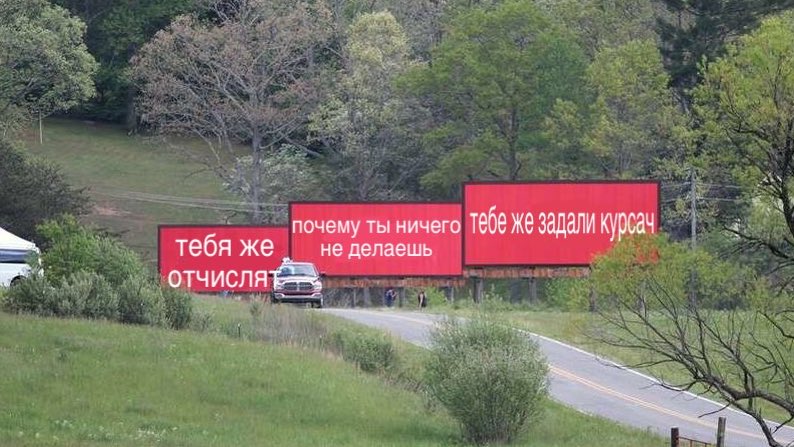 тебя же
отчислят
почему ты ничего
не делаешь
тебе же задали курсач